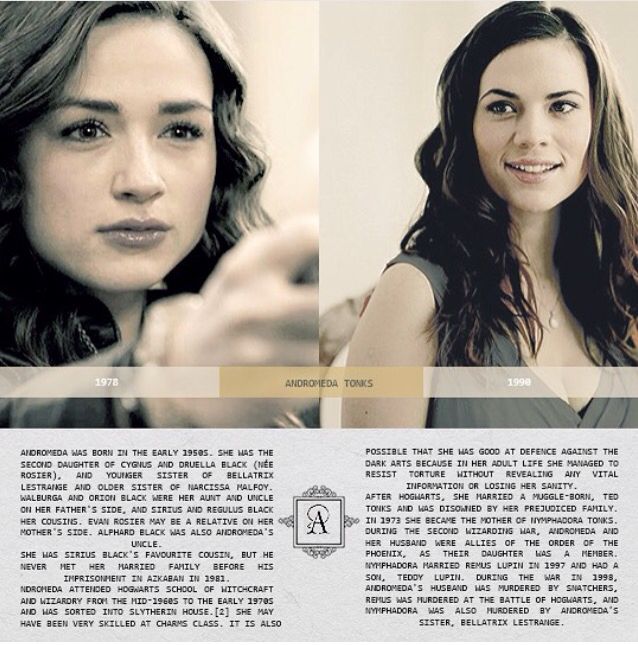 1978
ANDROMEDA TONKS
1990
ANDROMEDA WAS BORN IN THE EARLY 1950S. SHE WAS THE
SECOND DAUGHTER OF CYGNUS AND DRUELLA BLACK (NÉE
ROSIER), AND YOUNGER SISTER OF BELLATRIX
LESTRANGE AND OLDER SISTER OF NARCISSA MALFOY.
WALBURGA AND ORION BLACK WERE HER AUNT AND UNCLE
ON HER FATHER'S SIDE, AND SIRIUS AND REGULUS BLACK
HER COUSINS. EVAN ROSIER MAY BE A RELATIVE ON HER
MOTHER'S SIDE. ALPHARD BLACK WAS ALSO ANDROMEDA'S
UNCLE.
SHE WAS SIRIUS BLACK'S FAVOURITE COUSIN, BUT HE
NEVER MET HER MARRIED FAMILY BEFORE HIS
IMPRISONMENT IN AZKABAN IN 1981.
NDROMEDA ATTENDED HOGWARTS SCHOOL OF WITCHCRAFT
AND WIZARDRY FROM THE MID-1960S TO THE EARLY 1970S
AND WAS SORTED INTO SLYTHERIN HOUSE.[2] SHE MAY
HAVE BEEN VERY SKILLED AT CHARMS CLASS. IT IS ALSO
A
POSSIBLE THAT SHE WAS GOOD AT DEFENCE AGAINST THE
DARK ARTS BECAUSE IN HER ADULT LIFE SHE MANAGED TO
RESIST TORTURE WITHOUT REVEALING ANY VITAL
INFORMATION OR LOSING HER SANITY.
AFTER HOGWARTS, SHE MARRIED A MUGGLE-BORN, TED
TONKS AND WAS DISOWNED BY HER PREJUDICED FAMILY.
IN 1973 SHE BECAME THE MOTHER OF NYMPHADORA TONKS.
DURING THE SECOND WIZARDING WAR, ANDROMEDA AND
HER HUSBAND WERE ALLIES OF THE ORDER OF THE
PHOENIX, AS THEIR DAUGHTER WAS A MEMBER.
NYMPHADORA MARRIED REMUS LUPIN IN 1997 AND HAD A
SON, TEDDY LUPIN. DURING THE WAR IN 1998,
ANDROMEDA'S HUSBAND WAS MURDERED BY SNATCHERS,
REMUS WAS MURDERED AT THE BATTLE OF HOGWARTS, AND
NYMPHADORA WAS ALSO MURDERED BY ANDROMEDA'S
SISTER, BELLATRIX LESTRANGE.